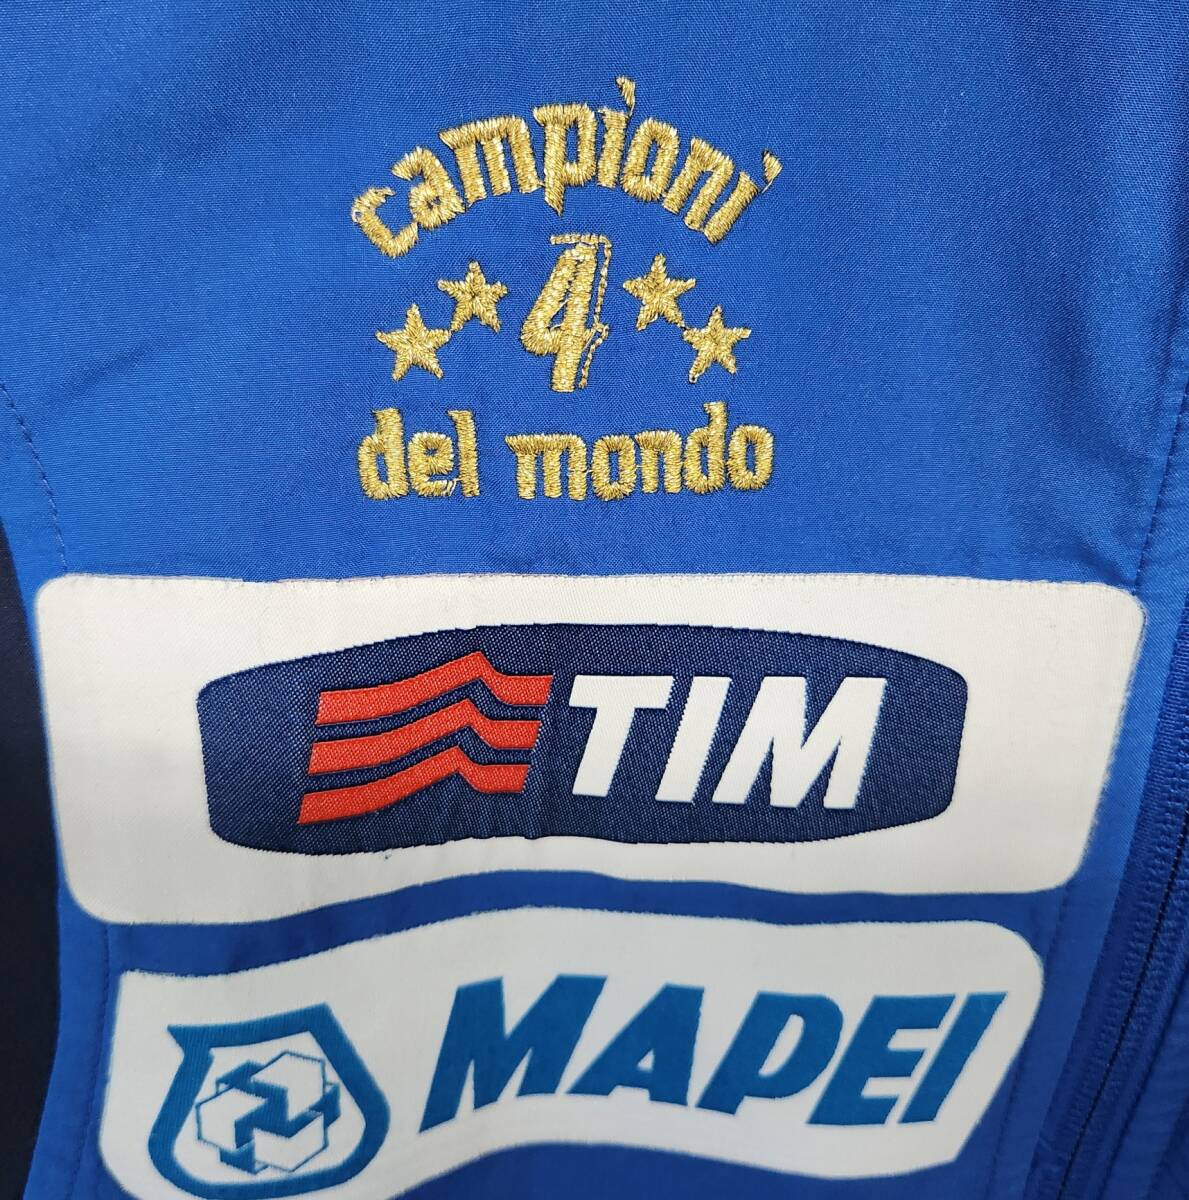 campioni
4
del mondo
TIM
MAPEI